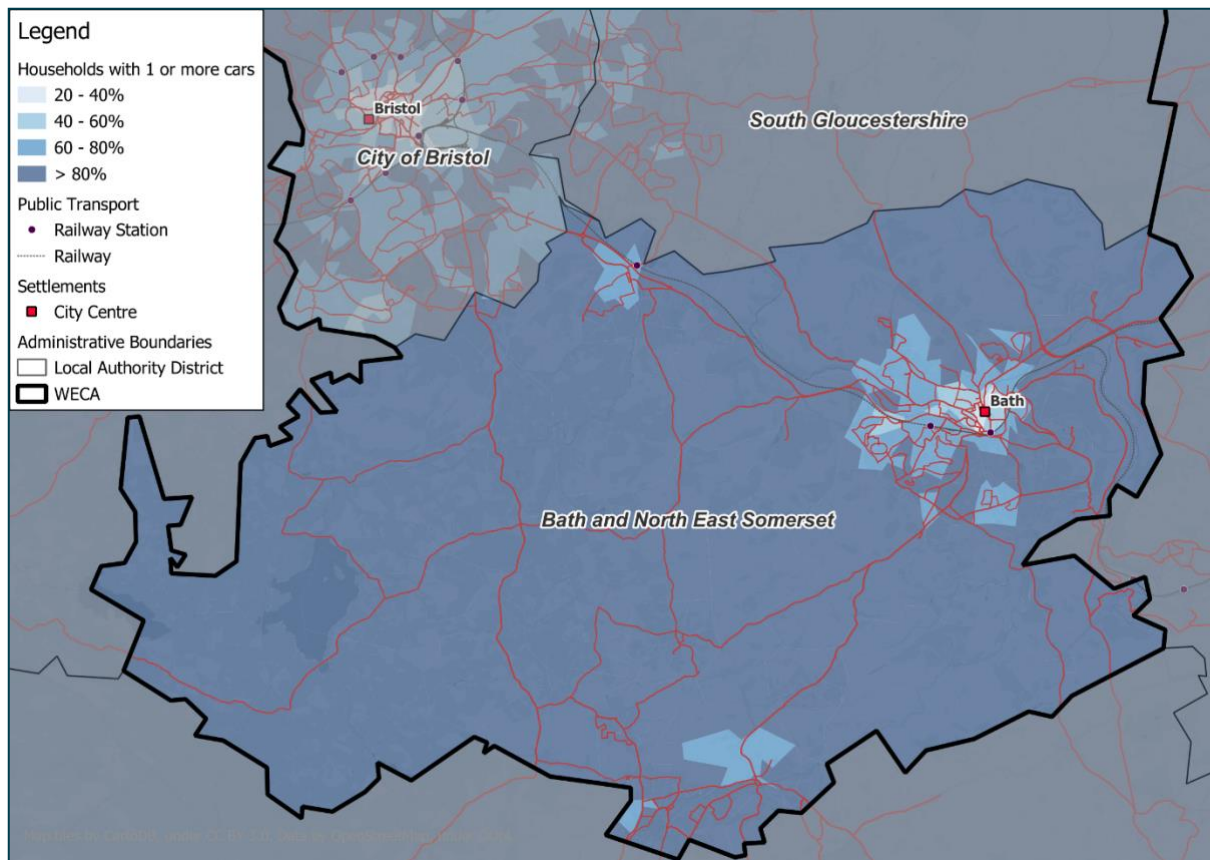 Legend
Households with 1 or more cars
20 - 40%
40 - 60%
60 - 80%
> 80%
Public Transport
Railway Station
Railway
Settlements
City Centre
Administrative Boundaries
Local Authority District
WECA
Bristol
City of Bristol
South Gloucestershire
Bath
Bath and North East Somerset